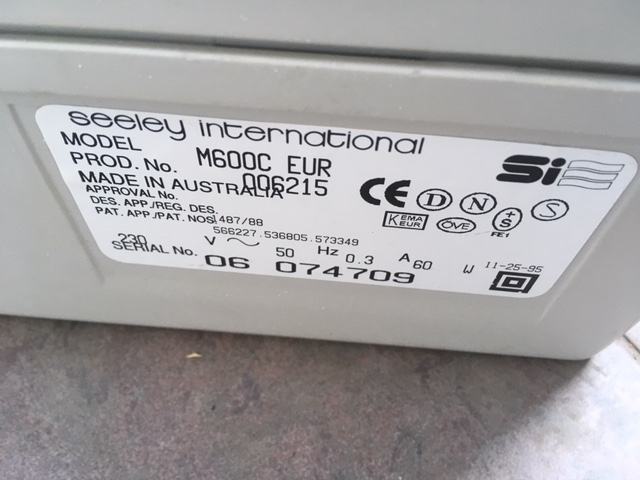 seeley international
MODEL M600C EUR
PROD. No. 006215
MADE IN AUSTRALIA
APPROVAL No.
DES. APP./REG. DES. 1487/88
PAT. APP./PAT. NOS. 566227.536805.573349
230 V ~ 50 Hz 0.3 A 60 W 11-25-95
SERIAL No. 06 074709
Si
CE D N +S FE1 S
KEMA EUR ÖVE